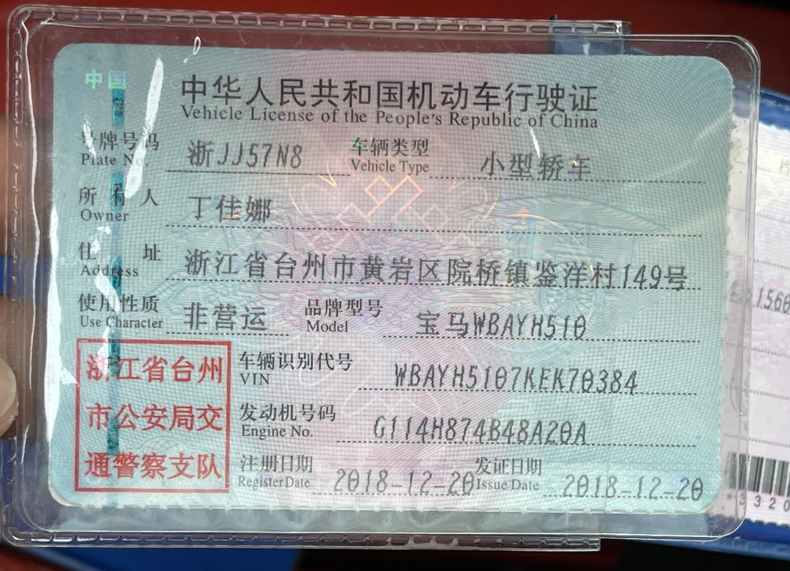 中国
中华人民共和国机动车行驶证
Vehicle License of the People's Republic of China
号牌号码 浙JJ57N8 车辆类型 小型轿车
Plate No. Vehicle Type
所有人 丁佳娜
Owner
住址 浙江省台州市黄岩区院桥镇鉴洋村149号
Address
使用性质 非营运 品牌型号 宝马WBAYH510
Use Character Model
浙江省台州
市公安局交
通警察支队
车辆识别代号 WBAYH5107KEK70384
VIN
发动机号码 G114H874B48A20A
Engine No.
注册日期 2018-12-20 发证日期 2018-12-20
Register Date Issue Date